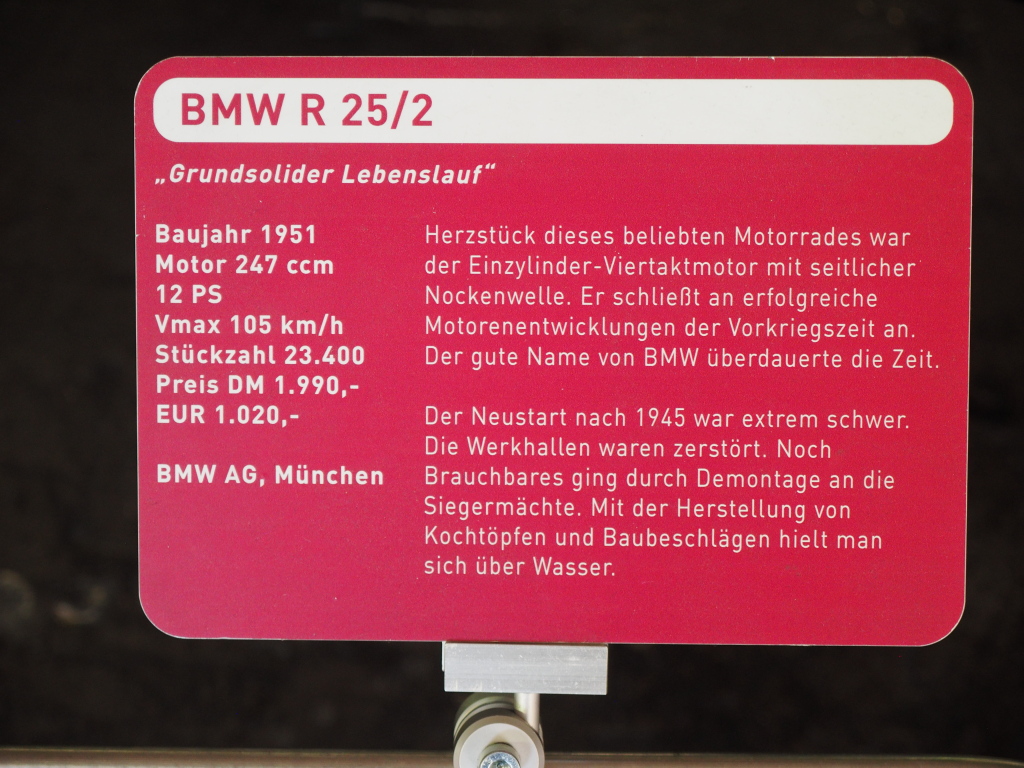 BMW R 25/2
„Grundsolider Lebenslauf“
Baujahr 1951
Motor 247 ccm
12 PS
Vmax 105 km/h
Stückzahl 23.400
Preis DM 1.990,-
EUR 1.020,-
BMW AG, München
Herzstück dieses beliebten Motorrades war
der Einzylinder-Viertaktmotor mit seitlicher
Nockenwelle. Er schließt an erfolgreiche
Motorenentwicklungen der Vorkriegszeit an.
Der gute Name von BMW überdauerte die Zeit.
Der Neustart nach 1945 war extrem schwer.
Die Werkhallen waren zerstört. Noch
Brauchbares ging durch Demontage an die
Siegermächte. Mit der Herstellung von
Kochtöpfen und Baubeschlägen hielt man
sich über Wasser.